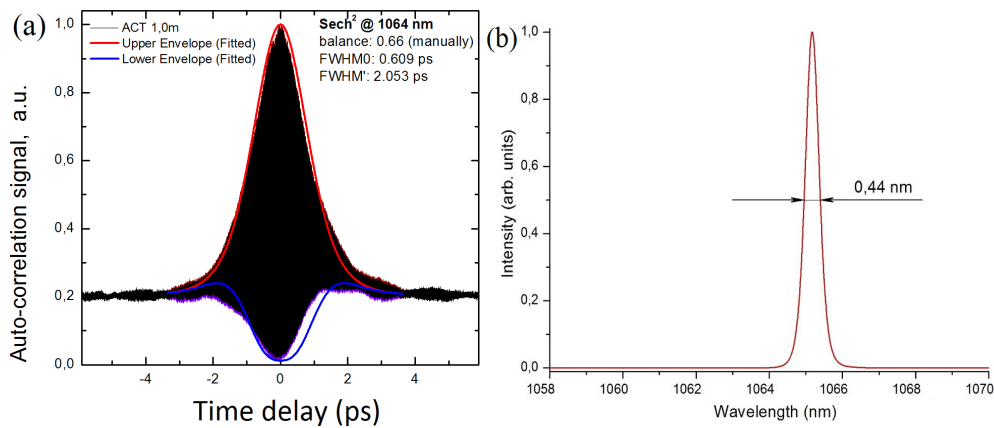 (a)
1,0
0,8
0,6
0,4
0,2
0,0
-4
-2
0
2
4
Auto-correlation signal, a.u.
Time delay (ps)
ACT 1,0m
Upper Envelope (Fitted)
Lower Envelope (Fitted)
Sech² @ 1064 nm
balance: 0.66 (manually)
FWHM0: 0.609 ps
FWHM': 2.053 ps
(b)
1,0
0,8
0,6
0,4
0,2
0,0
1058
1060
1062
1064
1066
1068
1070
Intensity (arb. units)
Wavelength (nm)
0,44 nm